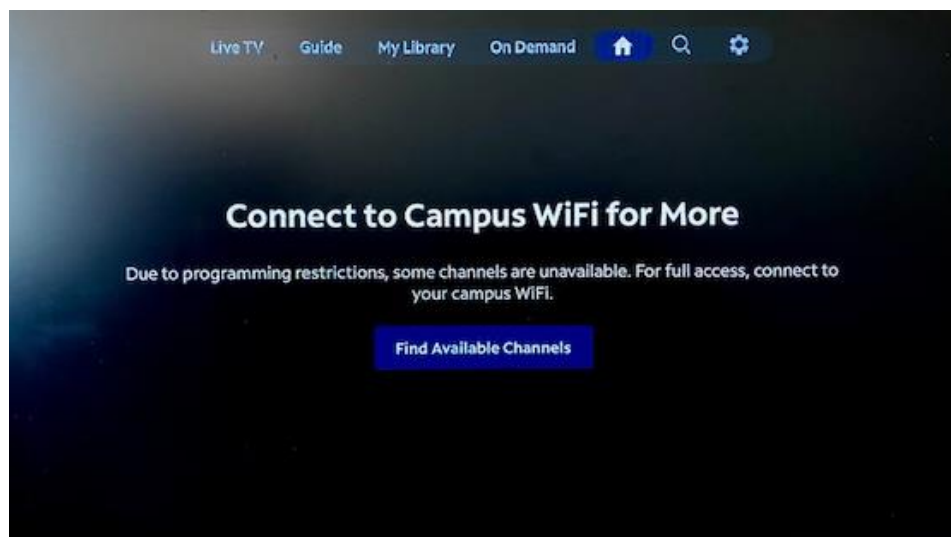 Live TV Guide My Library On Demand
Connect to Campus WiFi for More
Due to programming restrictions, some channels are unavailable. For full access, connect to
your campus WiFi.
Find Available Channels